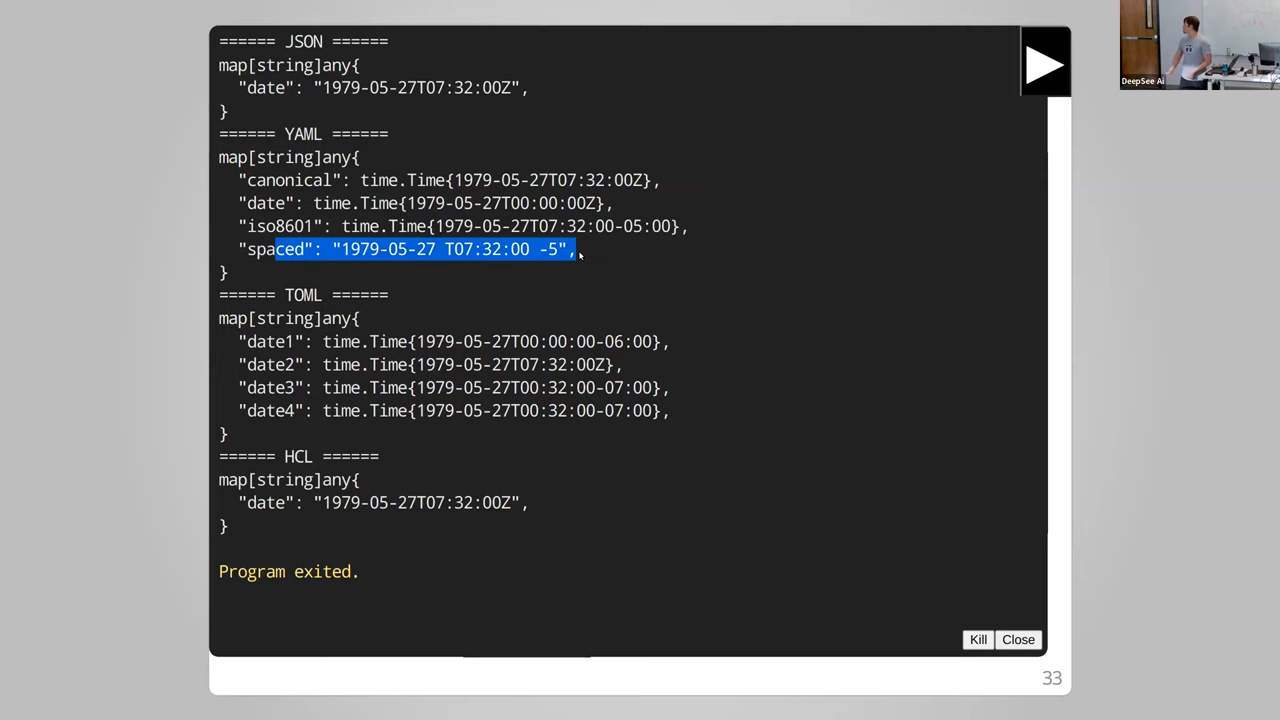 ====== JSON ======
map[string]any{
  "date": "1979-05-27T07:32:00Z",
}
====== YAML ======
map[string]any{
  "canonical": time.Time{1979-05-27T07:32:00Z},
  "date": time.Time{1979-05-27T00:00:00Z},
  "iso8601": time.Time{1979-05-27T07:32:00-05:00},
  "spaced": "1979-05-27 T07:32:00 -5",
}
====== TOML ======
map[string]any{
  "date1": time.Time{1979-05-27T00:00:00-06:00},
  "date2": time.Time{1979-05-27T07:32:00Z},
  "date3": time.Time{1979-05-27T00:32:00-07:00},
  "date4": time.Time{1979-05-27T00:32:00-07:00},
}
====== HCL ======
map[string]any{
  "date": "1979-05-27T07:32:00Z",
}
Program exited.
Kill Close
33
DeepSee Ai